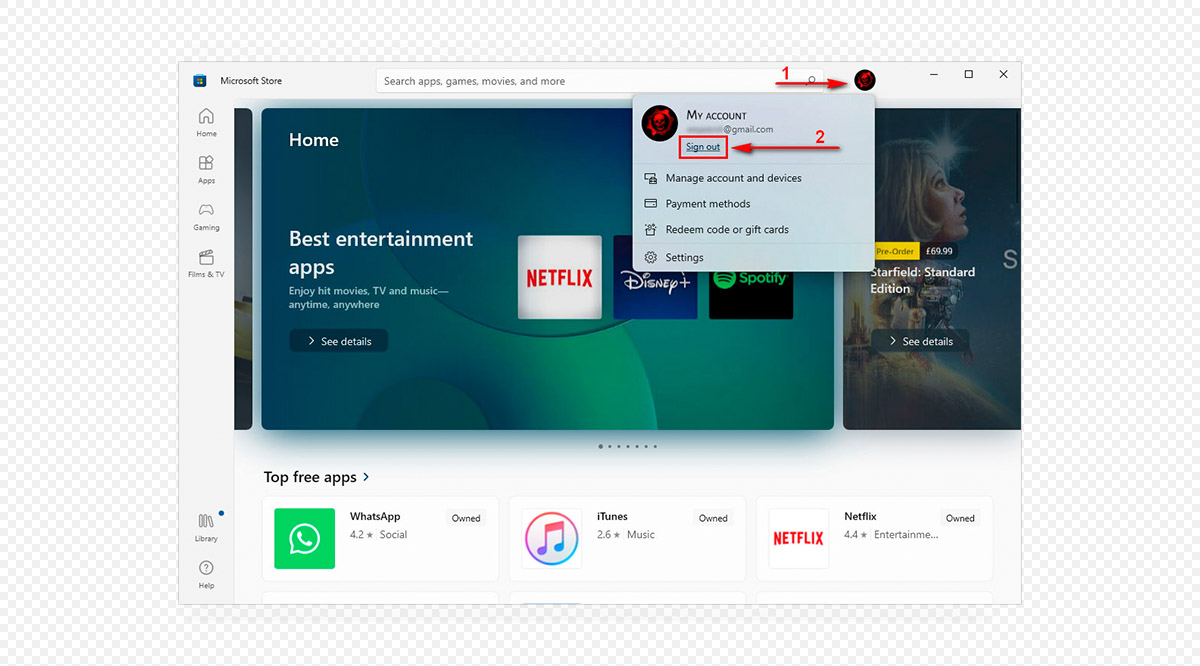 Microsoft Store
Search apps, games, movies, and more
1
Home
Apps
Gaming
Films & TV
Library
Help
My account
@gmail.com
Sign out
2
Manage account and devices
Payment methods
Redeem code or gift cards
Settings
Home
Best entertainment
apps
Enjoy hit movies, TV and music—
anytime, anywhere
See details
NETFLIX
Disney+
Spotify
Pre-Order
£69.99
Starfield: Standard
Edition
See details
S
Top free apps
WhatsApp
Owned
4.2 ★ Social
iTunes
Owned
2.6 ★ Music
NETFLIX
Netflix
Owned
4.4 ★ Entertainme...